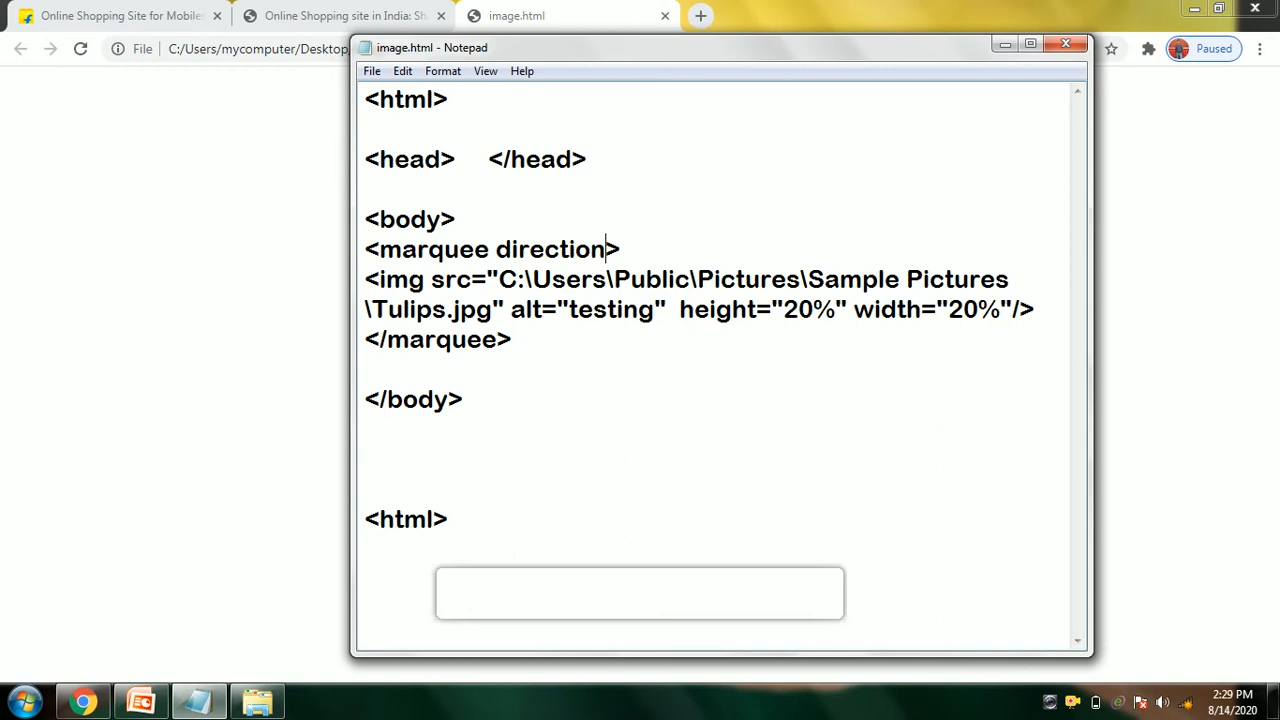 Online Shopping Site for Mobile
Online Shopping site in India: Sh
image.html
File
C:/Users/mycomputer/Desktop
Paused
image.html - Notepad
File Edit Format View Help
<html>
<head> </head>
<body>
<marquee direction>
<img src="C:\Users\Public\Pictures\Sample Pictures
\Tulips.jpg" alt="testing" height="20%" width="20%"/>
</marquee>
</body>
<html>
2:29 PM
8/14/2020